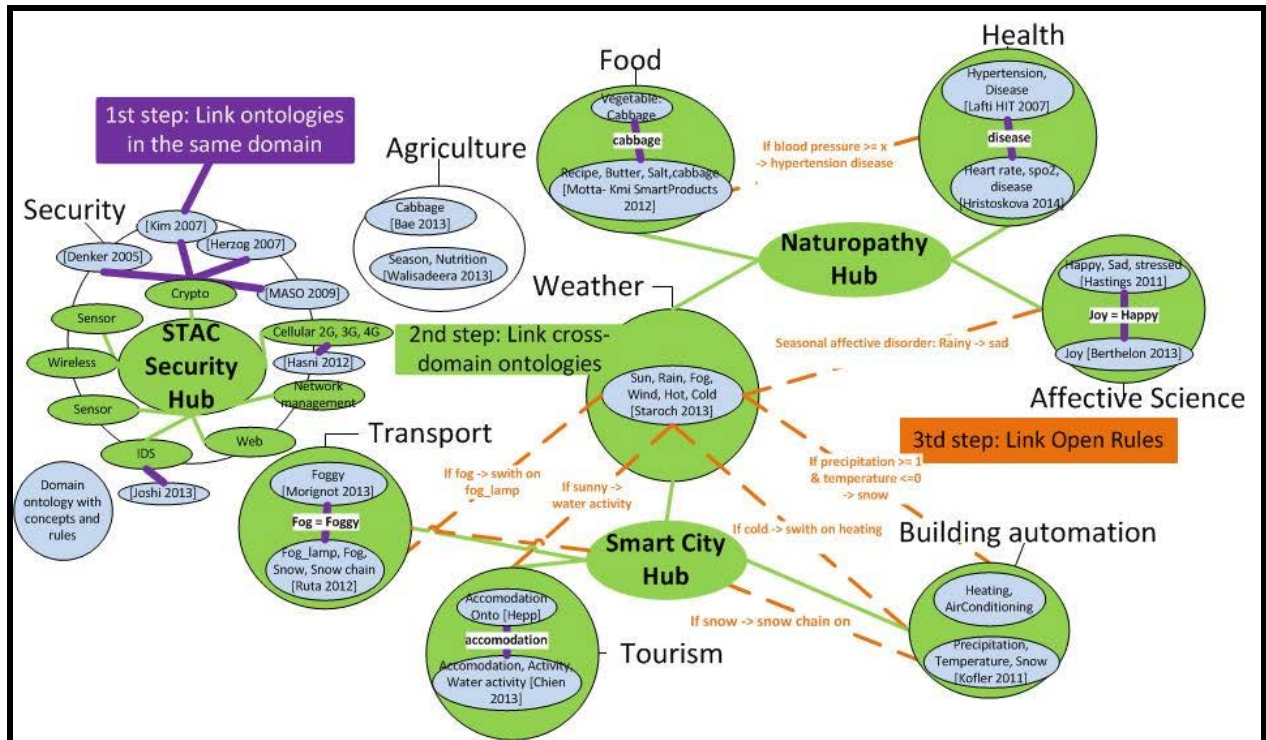 Health
Hypertension,
Disease
[Lafti HIT 2007]
disease
Heart rate, spo2,
disease
[Hristoskova 2014]
Food
Vegetable:
Cabbage
cabbage
Recipe, Butter, Salt,cabbage
[Motta- Kmi SmartProducts
2012]
If blood pressure >= x
-> hypertension disease
1st step: Link ontologies
in the same domain
Agriculture
Cabbage
[Bae 2013]
Season, Nutrition
[Walisadeera 2013]
Security
[Kim 2007]
[Herzog 2007]
[Denker 2005]
[MASO 2009]
Crypto
Sensor
Cellular 2G, 3G, 4G
STAC
Security
Hub
[Hasni 2012]
Wireless
Network
management
Sensor
Web
IDS
[Joshi 2013]
Domain
ontology with
concepts and
rules
Naturopathy
Hub
Weather
2nd step: Link cross-
domain ontologies
Sun, Rain, Fog,
Wind, Hot, Cold
[Staroch 2013]
Seasonal affective disorder: Rainy -> sad
Happy, Sad, stressed
[Hastings 2011]
Joy = Happy
Joy [Berthelon 2013]
Affective Science
3td step: Link Open Rules
Transport
Foggy
[Morignot 2013]
Fog = Foggy
Fog_lamp, Fog,
Snow, Snow chain
[Ruta 2012]
If fog -> swith on
fog_lamp
If sunny ->
water activity
If precipitation >= 1
& temperature <=0
-> snow
If cold -> swith on heating
Smart City
Hub
Building automation
Heating,
AirConditioning
Precipitation,
Temperature, Snow
[Kofler 2011]
If snow -> snow chain on
Accomodation
Onto [Hepp]
accomodation
Accomodation, Activity,
Water activity [Chien
2013]
Tourism